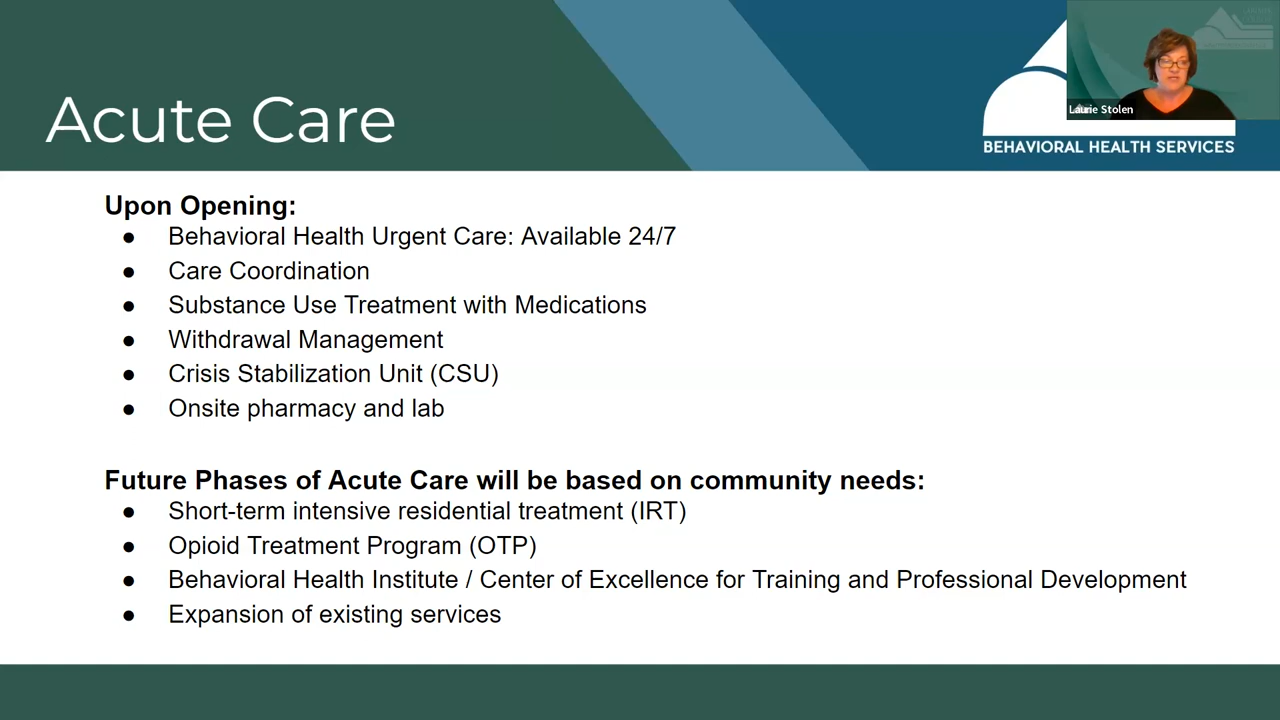 Acute Care
Laurie Stolen
BEHAVIORAL HEALTH SERVICES
Upon Opening:
● Behavioral Health Urgent Care: Available 24/7
● Care Coordination
● Substance Use Treatment with Medications
● Withdrawal Management
● Crisis Stabilization Unit (CSU)
● Onsite pharmacy and lab
Future Phases of Acute Care will be based on community needs:
● Short-term intensive residential treatment (IRT)
● Opioid Treatment Program (OTP)
● Behavioral Health Institute / Center of Excellence for Training and Professional Development
● Expansion of existing services